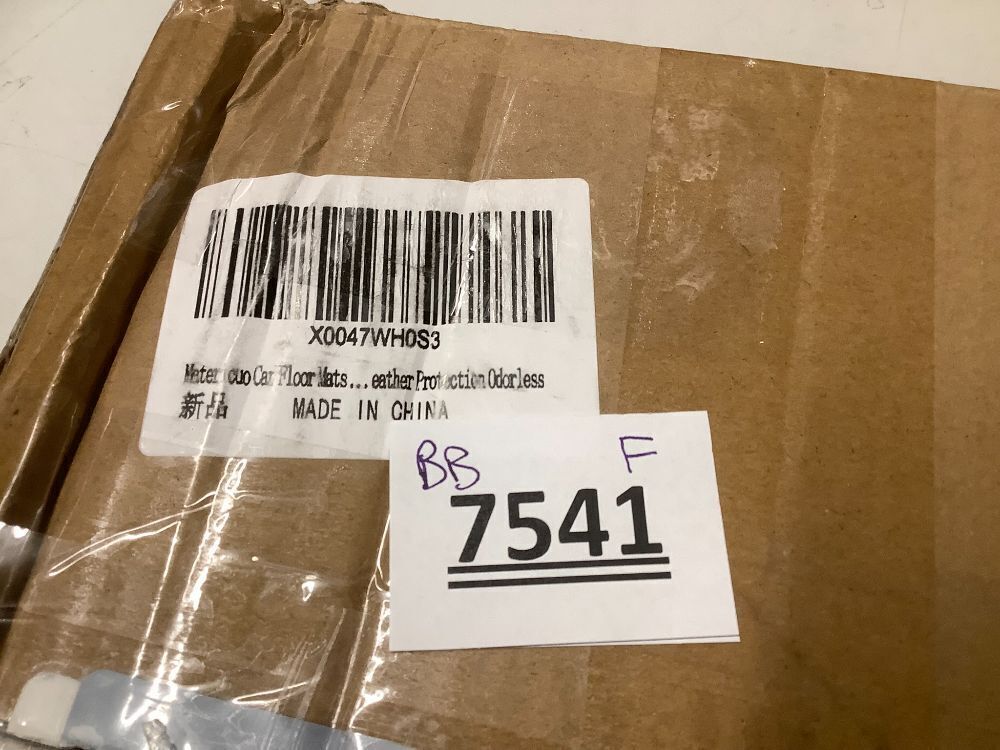 X0047WH0S3
Car Floor Mats...eather Protection Odorless
新品 MADE IN CHINA
BB F
7541